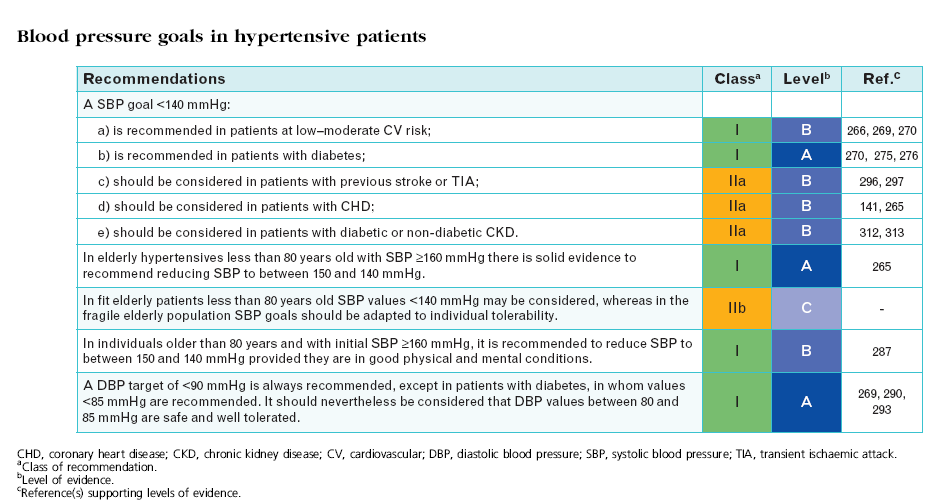 Blood pressure goals in hypertensive patients
Recommendations Classᵃ Levelᵇ Ref.ᶜ
A SBP goal <140 mmHg:
a) is recommended in patients at low–moderate CV risk; I B 266, 269, 270
b) is recommended in patients with diabetes; I A 270, 275, 276
c) should be considered in patients with previous stroke or TIA; IIa B 296, 297
d) should be considered in patients with CHD; IIa B 141, 265
e) should be considered in patients with diabetic or non-diabetic CKD. IIa B 312, 313
In elderly hypertensives less than 80 years old with SBP ≥160 mmHg there is solid evidence to
recommend reducing SBP to between 150 and 140 mmHg. I A 265
In fit elderly patients less than 80 years old SBP values <140 mmHg may be considered, whereas in the
fragile elderly population SBP goals should be adapted to individual tolerability. IIb C -
In individuals older than 80 years and with initial SBP ≥160 mmHg, it is recommended to reduce SBP to
between 150 and 140 mmHg provided they are in good physical and mental conditions. I B 287
A DBP target of <90 mmHg is always recommended, except in patients with diabetes, in whom values
<85 mmHg are recommended. It should nevertheless be considered that DBP values between 80 and
85 mmHg are safe and well tolerated. I A 269, 290,
293
CHD, coronary heart disease; CKD, chronic kidney disease; CV, cardiovascular; DBP, diastolic blood pressure; SBP, systolic blood pressure; TIA, transient ischaemic attack.
ᵃClass of recommendation.
ᵇLevel of evidence.
ᶜReference(s) supporting levels of evidence.